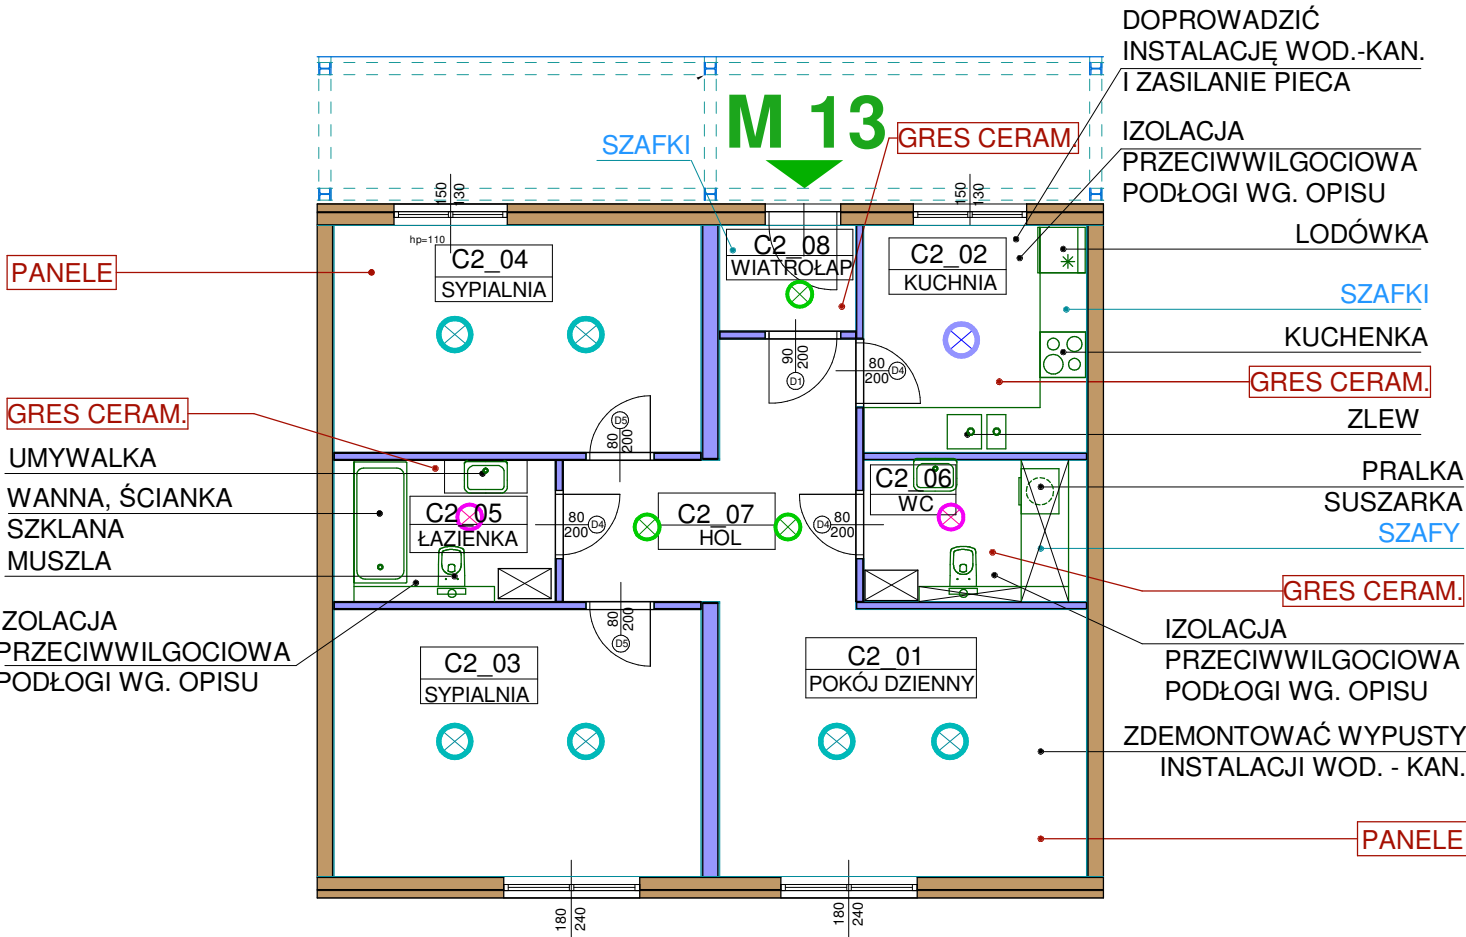 DOPROWADZIĆ
INSTALACJĘ WOD.-KAN.
I ZASILANIE PIECA
M 13
SZAFKI
GRES CERAM.
IZOLACJA
PRZECIWWILGOCIOWA
PODŁOGI WG. OPISU
150
130
150
130
hp=110
C2_04
SYPIALNIA
C2_08
WIATROŁAP
C2_02
KUCHNIA
LODÓWKA
PANELE
SZAFKI
KUCHENKA
90
200
D1
80
200
D4
GRES CERAM.
GRES CERAM.
ZLEW
D5
80
200
UMYWALKA
WANNA, ŚCIANKA
SZKLANA
MUSZLA
C2_05
ŁAZIENKA
80
200
D4
C2_07
HOL
80
200
D4
C2_06
WC
PRALKA
SUSZARKA
SZAFY
GRES CERAM.
ZOLACJA
PRZECIWWILGOCIOWA
PODŁOGI WG. OPISU
80
200
D5
IZOLACJA
PRZECIWWILGOCIOWA
PODŁOGI WG. OPISU
C2_03
SYPIALNIA
C2_01
POKÓJ DZIENNY
ZDEMONTOWAĆ WYPUSTY
INSTALACJI WOD. - KAN.
PANELE
180
240
180
240